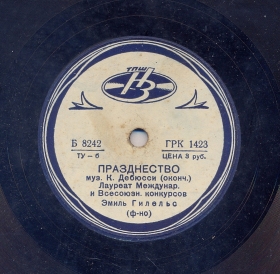 Б 8242 ГРК 1423
ТУ — 6 ЦЕНА 8 руб.
ПРАЗДНЕСТВО
муз. К. Дебюсси (оконч.)
Лауреат Междунар.
и Всесоюзн. конкурсов
Эмиль Гилельс
(ф-но)